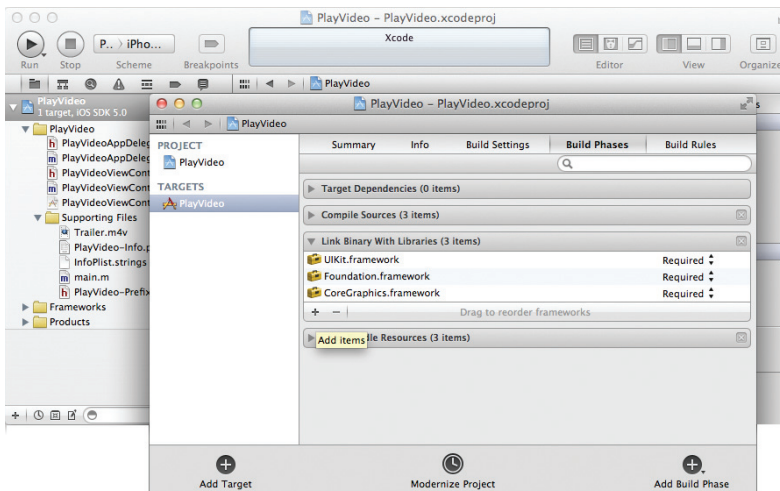 PlayVideo – PlayVideo.xcodeproj
P.. iPho...
Xcode
Run Stop Scheme Breakpoints Editor View Organize
PlayVideo
PlayVideo
1 target, iOS SDK 5.0
PlayVideo
PlayVideoAppDeleg
PlayVideoAppDeleg
PlayVideoViewCont
PlayVideoViewCont
PlayVideoViewCont
Supporting Files
Trailer.m4v
PlayVideo-Info.p
InfoPlist.strings
main.m
PlayVideo-Prefix
Frameworks
Products
PlayVideo – PlayVideo.xcodeproj
PlayVideo
PROJECT
PlayVideo
TARGETS
PlayVideo
Summary Info Build Settings Build Phases Build Rules
Target Dependencies (0 items)
Compile Sources (3 items)
Link Binary With Libraries (3 items)
UIKit.framework Required
Foundation.framework Required
CoreGraphics.framework Required
+ − Drag to reorder frameworks
Add items
dle Resources (3 items)
Add Target Modernize Project Add Build Phase